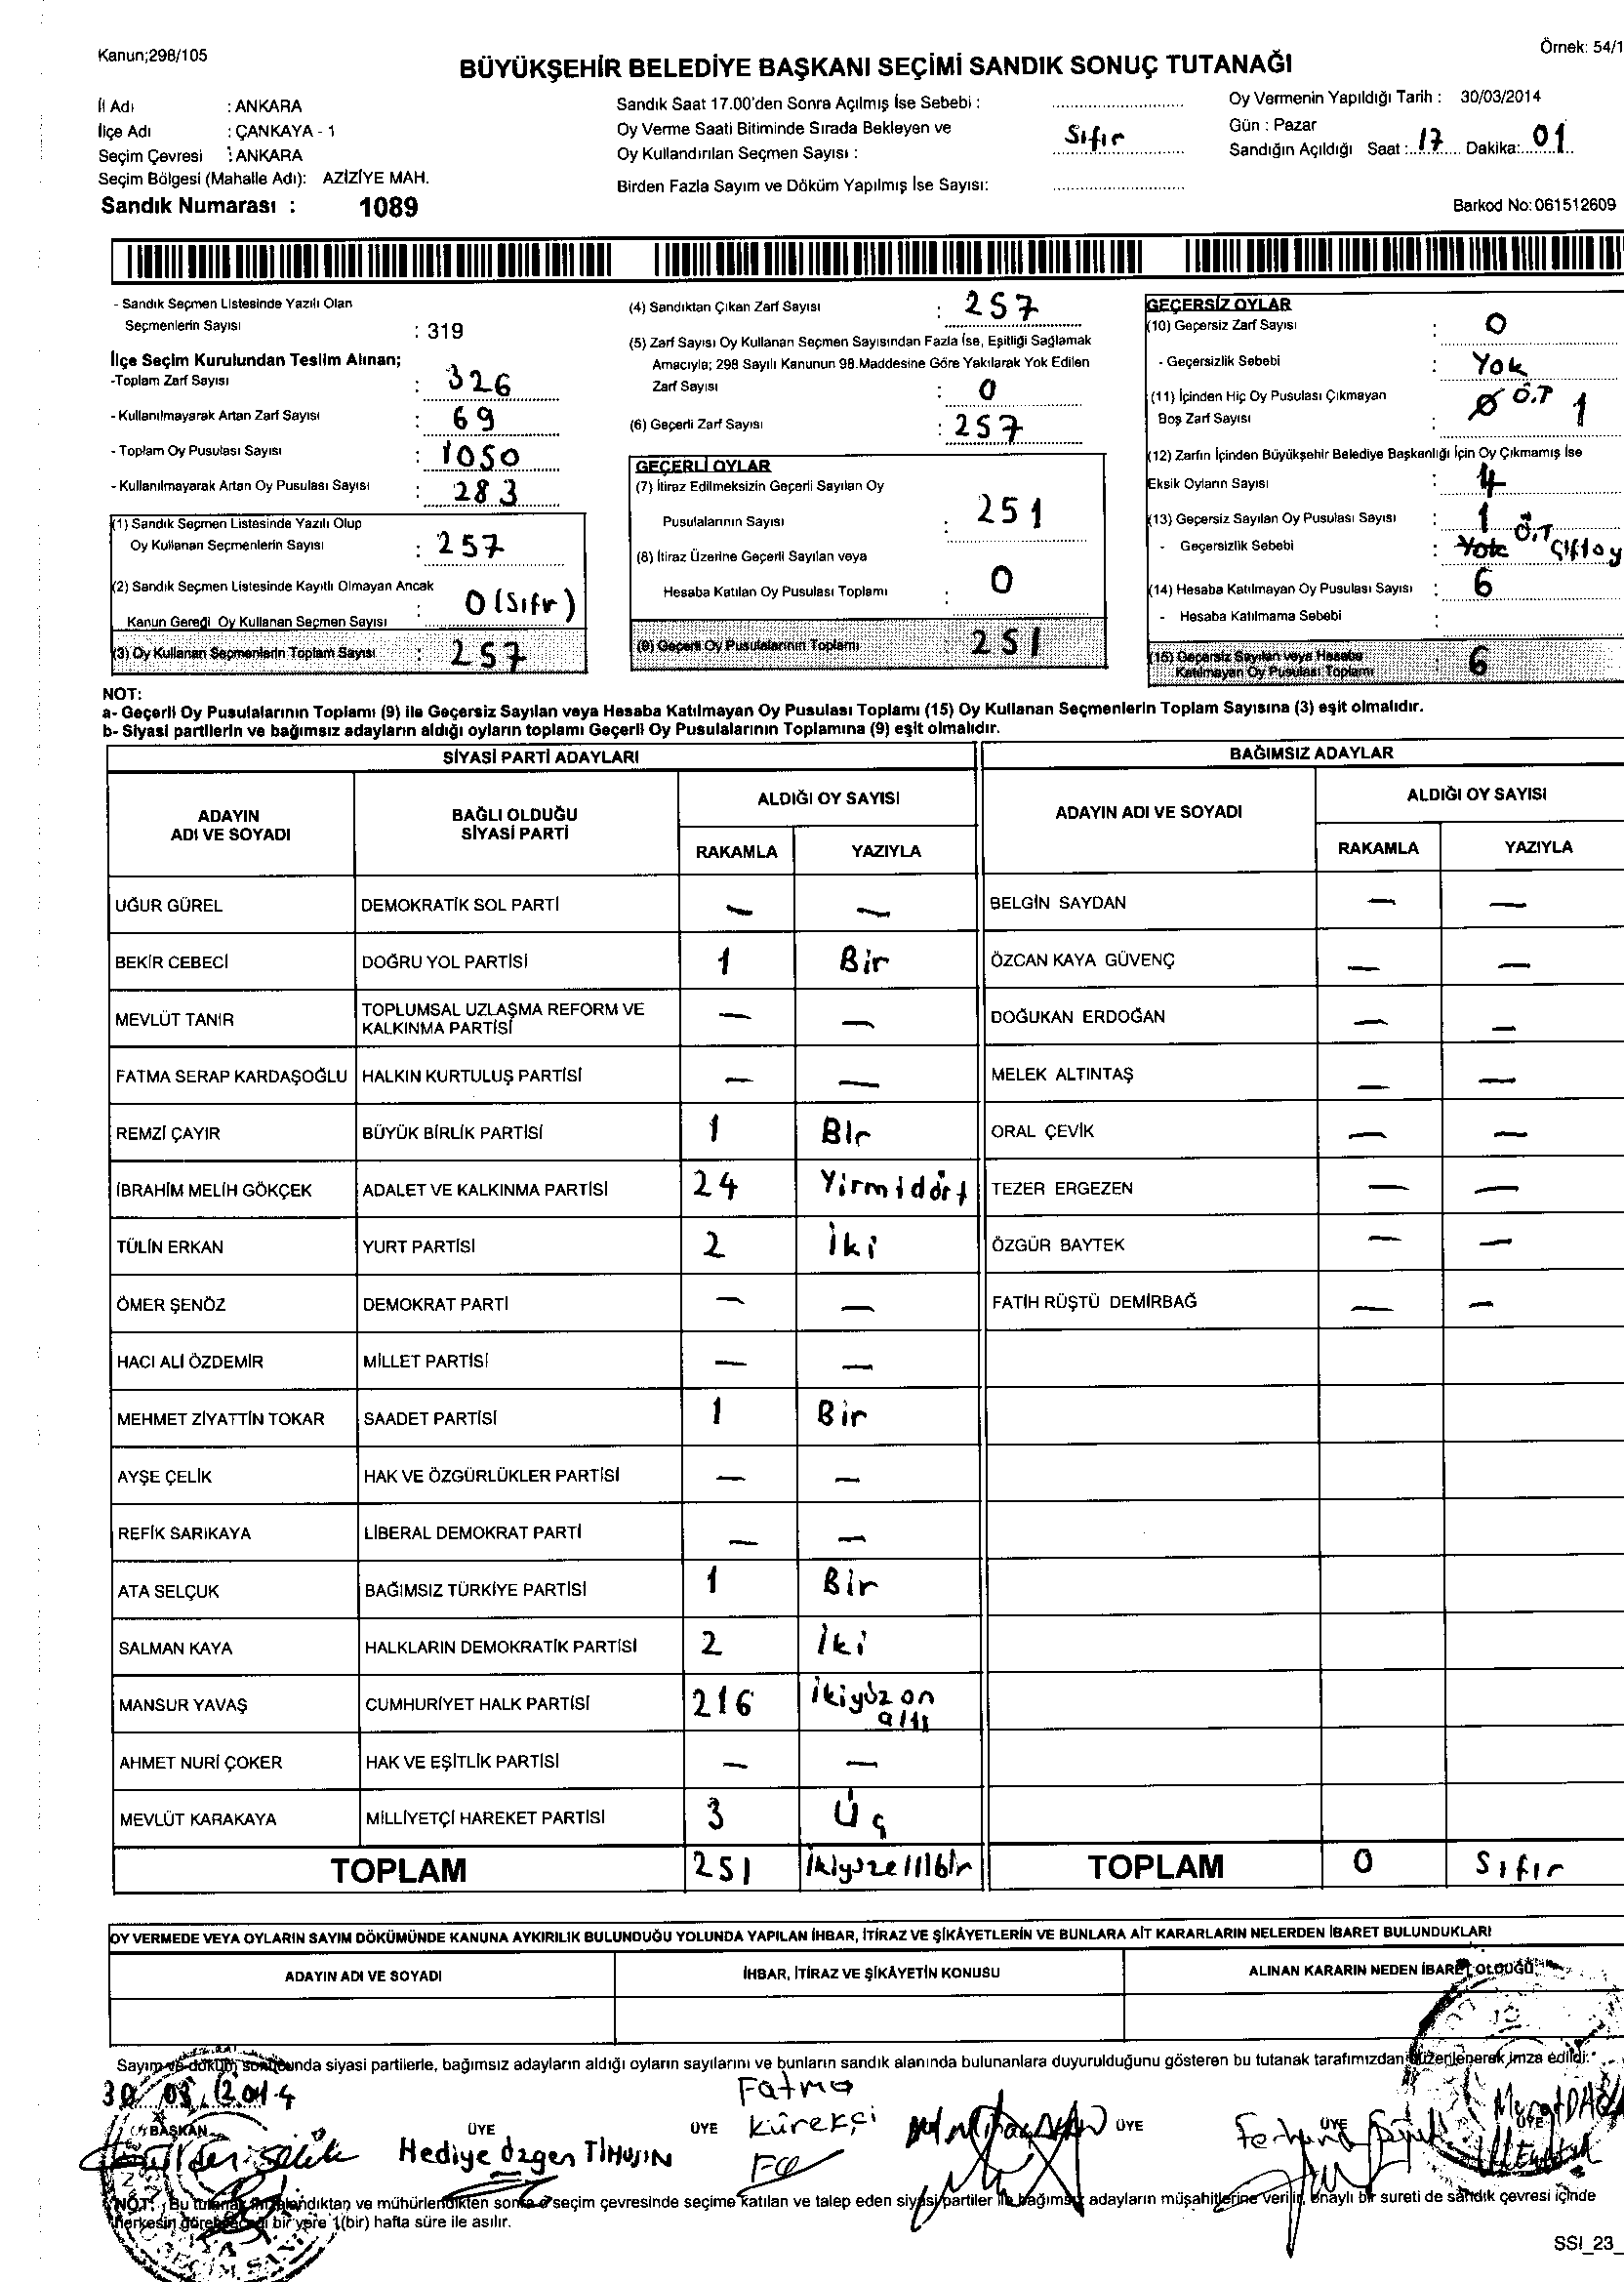 Kanun;298/105
Örnek: 54/1
BÜYÜKŞEHİR BELEDİYE BAŞKANI SEÇİMİ SANDIK SONUÇ TUTANAĞI
İl Adı : ANKARA
İlçe Adı : ÇANKAYA - 1
Seçim Çevresi : ANKARA
Seçim Bölgesi (Mahalle Adı): AZİZİYE MAH.
Sandık Numarası : 1089
Sandık Saat 17.00'den Sonra Açılmış İse Sebebi :
Oy Verme Saati Bitiminde Sırada Bekleyen ve
Oy Kullandırılan Seçmen Sayısı : Sıfır
Birden Fazla Sayım ve Döküm Yapılmış İse Sayısı:
Oy Vermenin Yapıldığı Tarih : 30/03/2014
Gün : Pazar
Sandığın Açıldığı Saat : 17 Dakika: 01
Barkod No:061512609
- Sandık Seçmen Listesinde Yazılı Olan
Seçmenlerin Sayısı : 319
İlçe Seçim Kurulundan Teslim Alınan;
-Toplam Zarf Sayısı : 326
- Kullanılmayarak Artan Zarf Sayısı : 69
- Toplam Oy Pusulası Sayısı : 1050
- Kullanılmayarak Artan Oy Pusulası Sayısı : 283
(1) Sandık Seçmen Listesinde Yazılı Olup
Oy Kullanan Seçmenlerin Sayısı : 257
(2) Sandık Seçmen Listesinde Kayıtlı Olmayan Ancak
Kanun Gereği Oy Kullanan Seçmen Sayısı : 0 (Sıfır)
(3) Oy Kullanan Seçmenlerin Toplam Sayısı : 257
(4) Sandıktan Çıkan Zarf Sayısı : 257
(5) Zarf Sayısı Oy Kullanan Seçmen Sayısından Fazla İse, Eşitliği Sağlamak
Amacıyla; 298 Sayılı Kanunun 98.Maddesine Göre Yakılarak Yok Edilen
Zarf Sayısı : 0
(6) Geçerli Zarf Sayısı : 257
GEÇERLİ OYLAR
(7) İtiraz Edilmeksizin Geçerli Sayılan Oy
Pusulalarının Sayısı : 251
(8) İtiraz Üzerine Geçerli Sayılan veya
Hesaba Katılan Oy Pusulası Toplamı : 0
(9) Geçerli Oy Pusulalarının Toplamı : 251
GEÇERSİZ OYLAR
(10) Geçersiz Zarf Sayısı : 0
- Geçersizlik Sebebi : Yok
(11) İçinden Hiç Oy Pusulası Çıkmayan
Boş Zarf Sayısı : 0 Ö.T 1
(12) Zarfın İçinden Büyükşehir Belediye Başkanlığı İçin Oy Çıkmamış İse
Eksik Oyların Sayısı : 4
(13) Geçersiz Sayılan Oy Pusulası Sayısı : 1
- Geçersizlik Sebebi : Yok Ö.T Çift oy
(14) Hesaba Katılmayan Oy Pusulası Sayısı : 6
- Hesaba Katılmama Sebebi :
(15) Geçersiz Sayılan veya Hesaba
Katılmayan Oy Pusulası Toplamı : 6
NOT:
a- Geçerli Oy Pusulalarının Toplamı (9) ile Geçersiz Sayılan veya Hesaba Katılmayan Oy Pusulası Toplamı (15) Oy Kullanan Seçmenlerin Toplam Sayısına (3) eşit olmalıdır.
b- Siyasi partilerin ve bağımsız adayların aldığı oyların toplamı Geçerli Oy Pusulalarının Toplamına (9) eşit olmalıdır.
SİYASİ PARTİ ADAYLARI
BAĞIMSIZ ADAYLAR
ADAYIN ADI VE SOYADI
BAĞLI OLDUĞU SİYASİ PARTİ
ALDIĞI OY SAYISI
RAKAMLA YAZIYLA
ADAYIN ADI VE SOYADI
ALDIĞI OY SAYISI
RAKAMLA YAZIYLA
UĞUR GÜREL DEMOKRATİK SOL PARTİ — — BELGİN SAYDAN — —
BEKİR CEBECİ DOĞRU YOL PARTİSİ 1 Bir ÖZCAN KAYA GÜVENÇ — —
MEVLÜT TANIR TOPLUMSAL UZLAŞMA REFORM VE KALKINMA PARTİSİ — — DOĞUKAN ERDOĞAN — —
FATMA SERAP KARDAŞOĞLU HALKIN KURTULUŞ PARTİSİ — — MELEK ALTINTAŞ — —
REMZİ ÇAYIR BÜYÜK BİRLİK PARTİSİ 1 Bir ORAL ÇEVİK — —
İBRAHİM MELİH GÖKÇEK ADALET VE KALKINMA PARTİSİ 24 Yirmidört TEZER ERGEZEN — —
TÜLİN ERKAN YURT PARTİSİ 2 İki ÖZGÜR BAYTEK — —
ÖMER ŞENÖZ DEMOKRAT PARTİ — — FATİH RÜŞTÜ DEMİRBAĞ — —
HACI ALİ ÖZDEMİR MİLLET PARTİSİ — —
MEHMET ZİYATTİN TOKAR SAADET PARTİSİ 1 Bir
AYŞE ÇELİK HAK VE ÖZGÜRLÜKLER PARTİSİ — —
REFİK SARIKAYA LİBERAL DEMOKRAT PARTİ — —
ATA SELÇUK BAĞIMSIZ TÜRKİYE PARTİSİ 1 Bir
SALMAN KAYA HALKLARIN DEMOKRATİK PARTİSİ 2 İki
MANSUR YAVAŞ CUMHURİYET HALK PARTİSİ 216 ikiyüz on altı
AHMET NURİ ÇOKER HAK VE EŞİTLİK PARTİSİ — —
MEVLÜT KARAKAYA MİLLİYETÇİ HAREKET PARTİSİ 3 Üç
TOPLAM 251 ikiyüzellibir TOPLAM 0 Sıfır
OY VERMEDE VEYA OYLARIN SAYIM DÖKÜMÜNDE KANUNA AYKIRILIK BULUNDUĞU YOLUNDA YAPILAN İHBAR, İTİRAZ VE ŞİKÂYETLERİN VE BUNLARA AİT KARARLARIN NELERDEN İBARET BULUNDUKLARI
ADAYIN ADI VE SOYADI İHBAR, İTİRAZ VE ŞİKÂYETİN KONUSU ALINAN KARARIN NEDEN İBARET OLDUĞU
Sayım ve döküm sonucunda siyasi partilerle, bağımsız adayların aldığı oyların sayılarını ve bunların sandık alanında bulunanlara duyurulduğunu gösteren bu tutanak tarafımızdan düzenlenerek imza edildi.
30/03/2014
BAŞKAN ÜYE ÜYE ÜYE ÜYE ÜYE
Hediye Özgen
Fatma Kürekçi
Murat
NOT: Bu tutanak imzalandıktan ve mühürlendikten sonra o seçim çevresinde seçime katılan ve talep eden siyasi partiler ile bağımsız adayların müşahitlerine verilir, onaylı bir sureti de sandık çevresi içinde
herkesin görebileceği bir yere 1(bir) hafta süre ile asılır.
SSI_23_